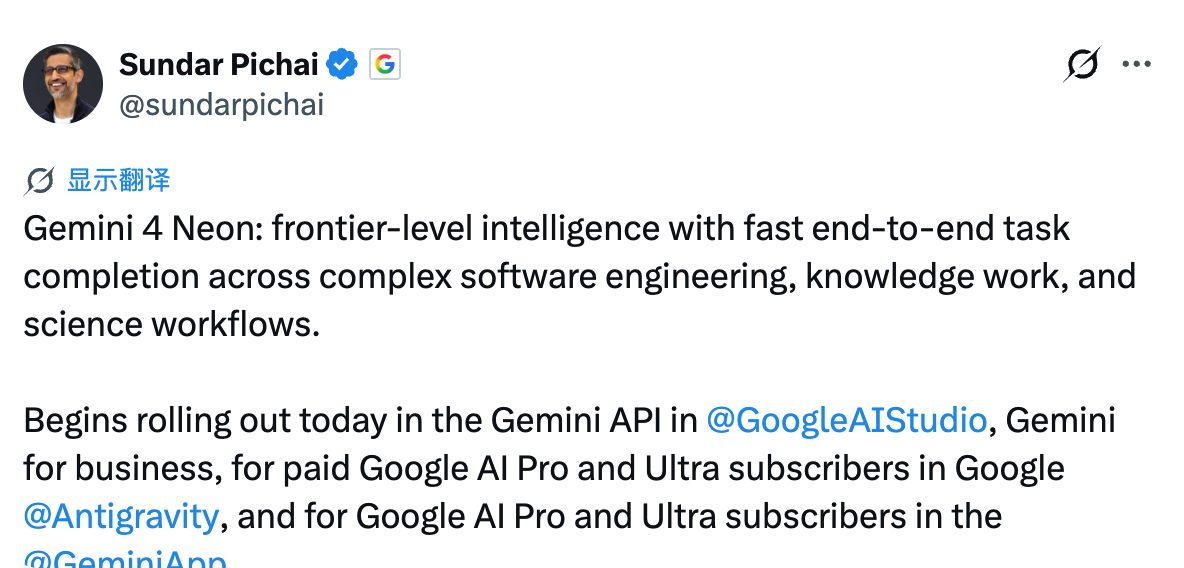 Sundar Pichai
@sundarpichai
显示翻译
Gemini 4 Neon: frontier-level intelligence with fast end-to-end task
completion across complex software engineering, knowledge work, and
science workflows.
Begins rolling out today in the Gemini API in @GoogleAIStudio, Gemini
for business, for paid Google AI Pro and Ultra subscribers in Google
@Antigravity, and for Google AI Pro and Ultra subscribers in the
@GeminiApp